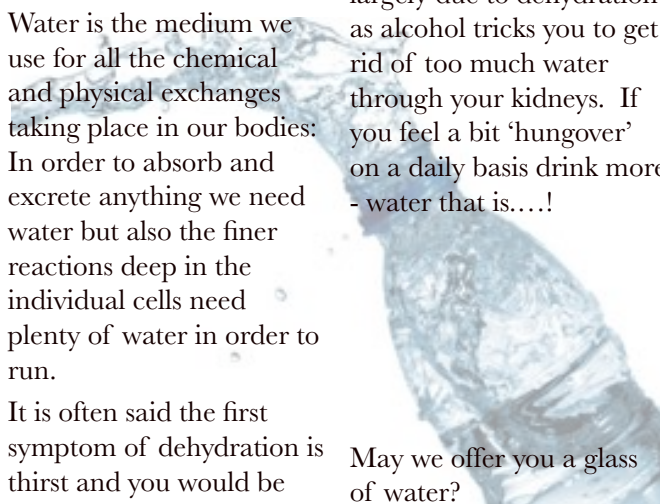 Water is the medium we
use for all the chemical
and physical exchanges
taking place in our bodies:
In order to absorb and
excrete anything we need
water but also the finer
reactions deep in the
individual cells need
plenty of water in order to
run.
It is often said the first
symptom of dehydration is
thirst and you would be
largely due to dehydration
as alcohol tricks you to get
rid of too much water
through your kidneys. If
you feel a bit ‘hungover’
on a daily basis drink more
- water that is….!
May we offer you a glass
of water?